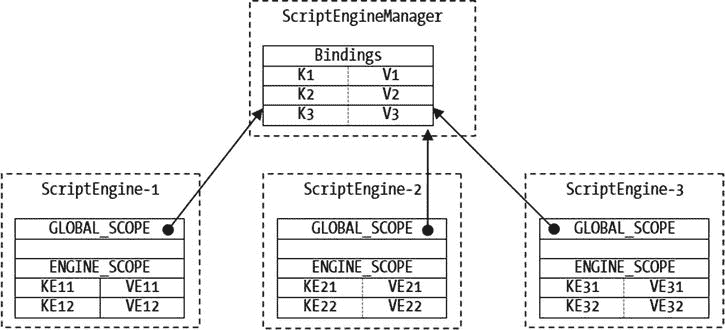 ScriptEngineManager
Bindings
K1 V1
K2 V2
K3 V3
ScriptEngine-1
GLOBAL_SCOPE
ENGINE_SCOPE
KE11 VE11
KE12 VE12
ScriptEngine-2
GLOBAL_SCOPE
ENGINE_SCOPE
KE21 VE21
KE22 VE22
ScriptEngine-3
GLOBAL_SCOPE
ENGINE_SCOPE
KE31 VE31
KE32 VE32